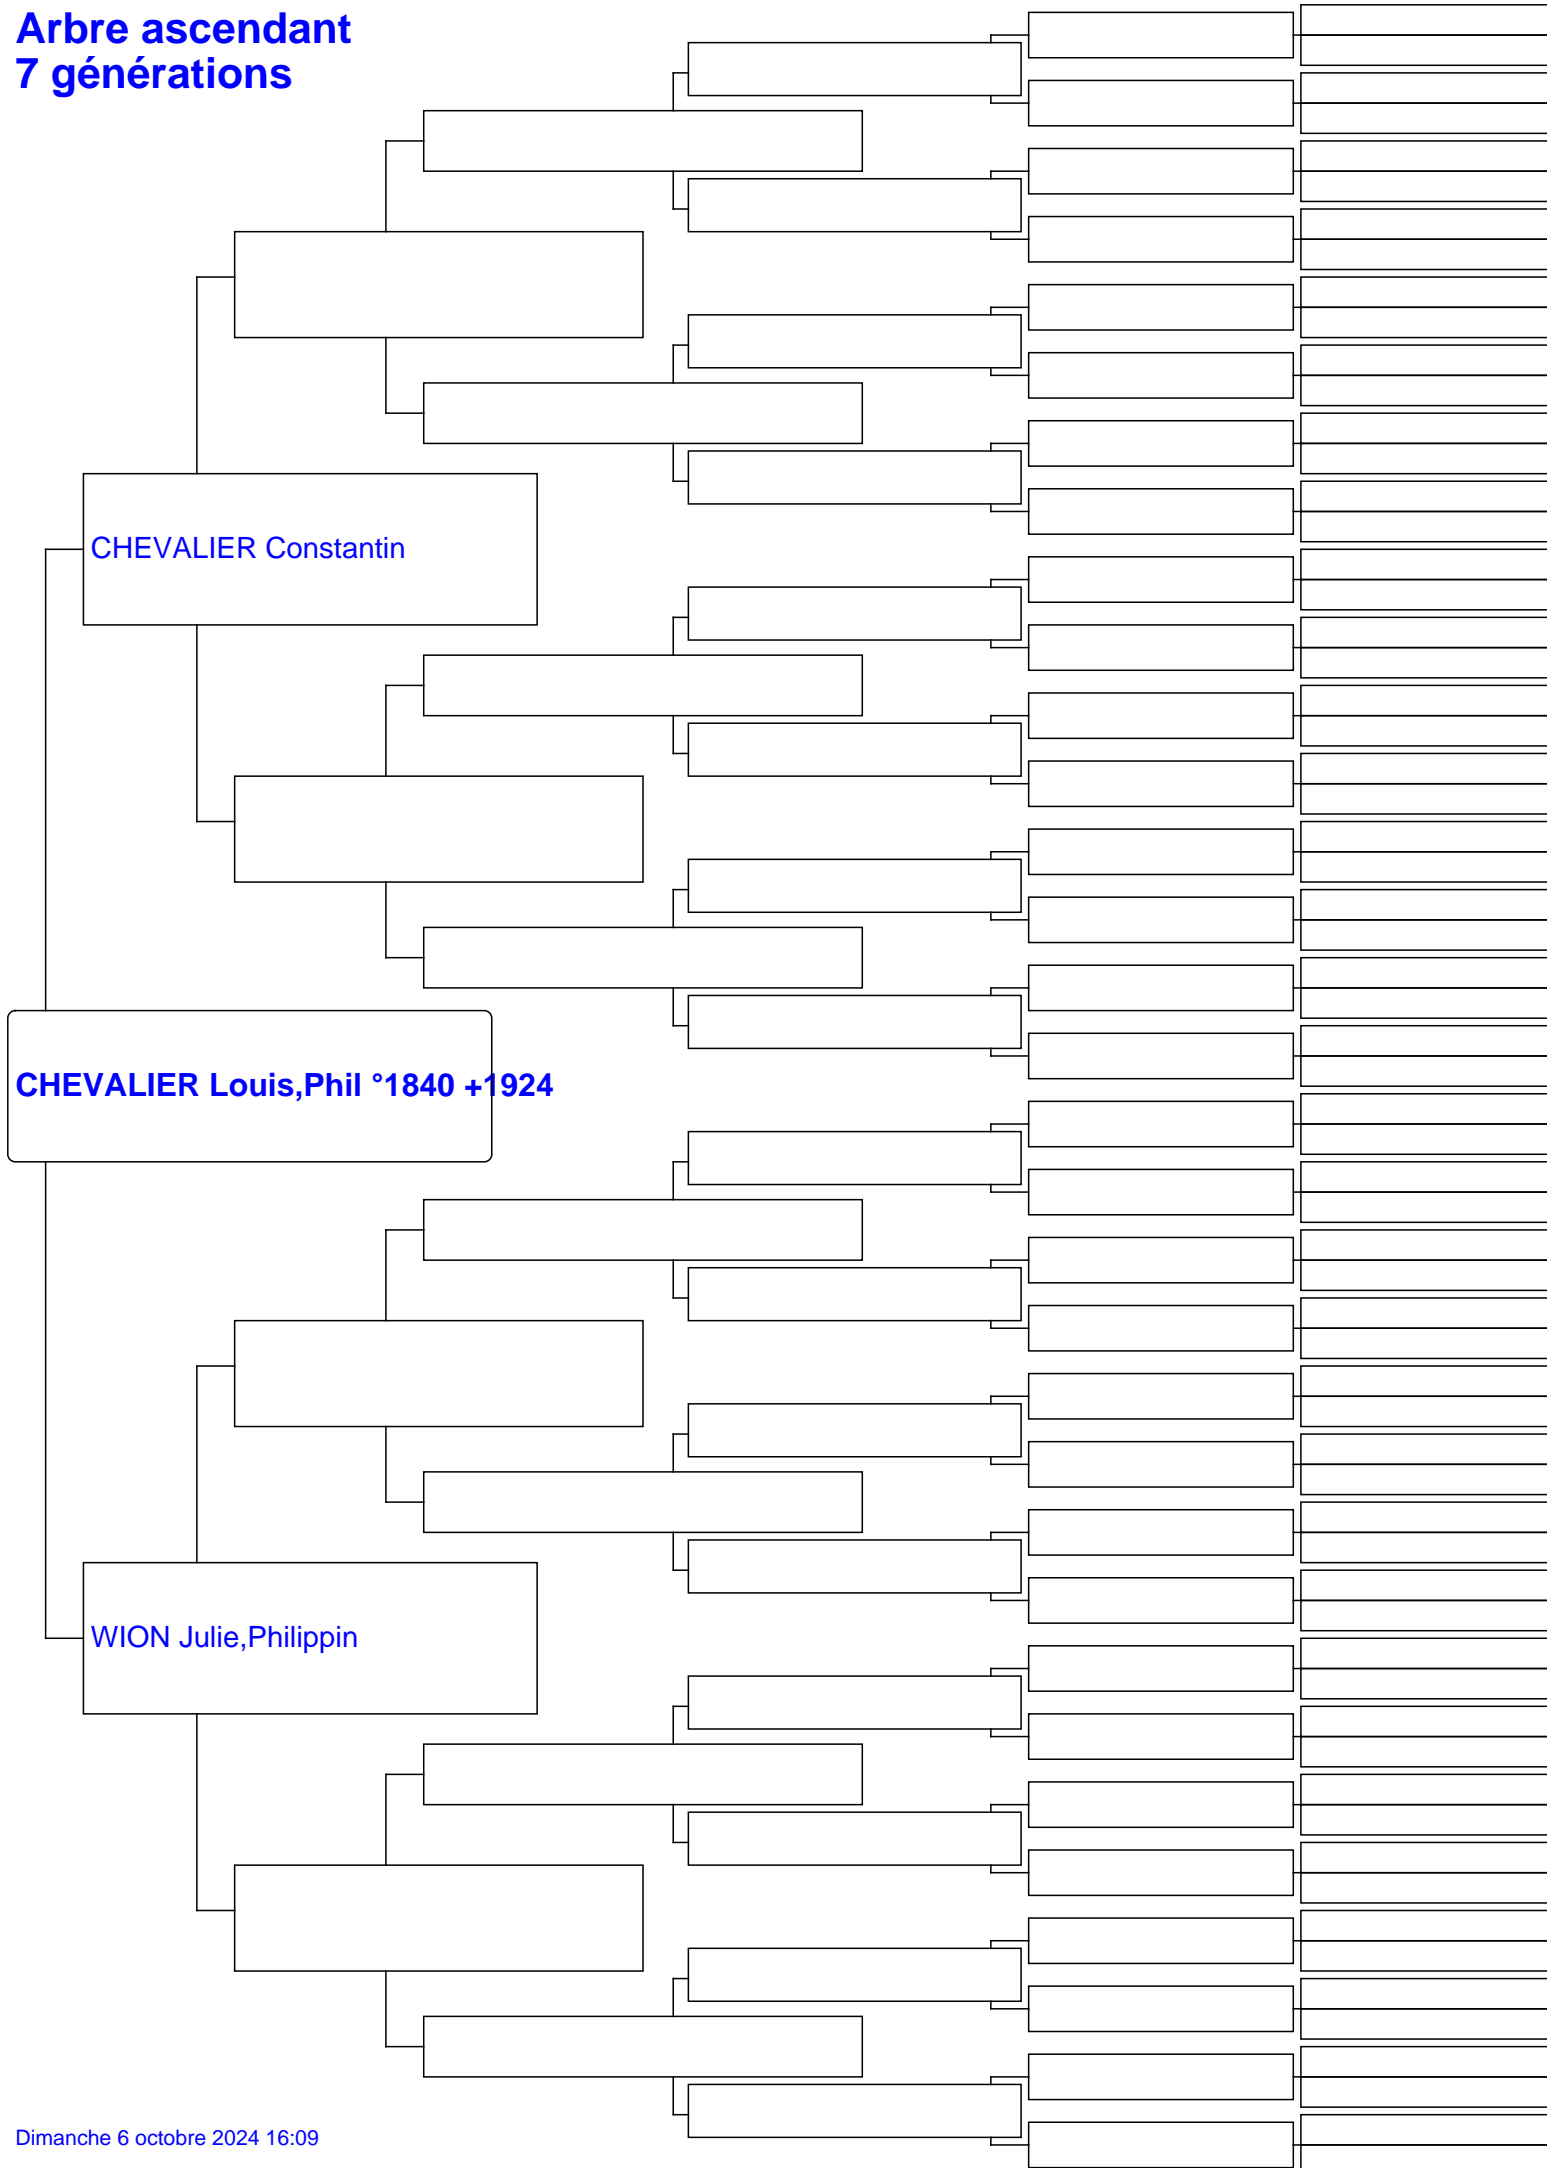 Arbre ascendant
7 générations
CHEVALIER Constantin
CHEVALIER Louis,Phil °1840 +1924
WION Julie,Philippin
Dimanche 6 octobre 2024 16:09